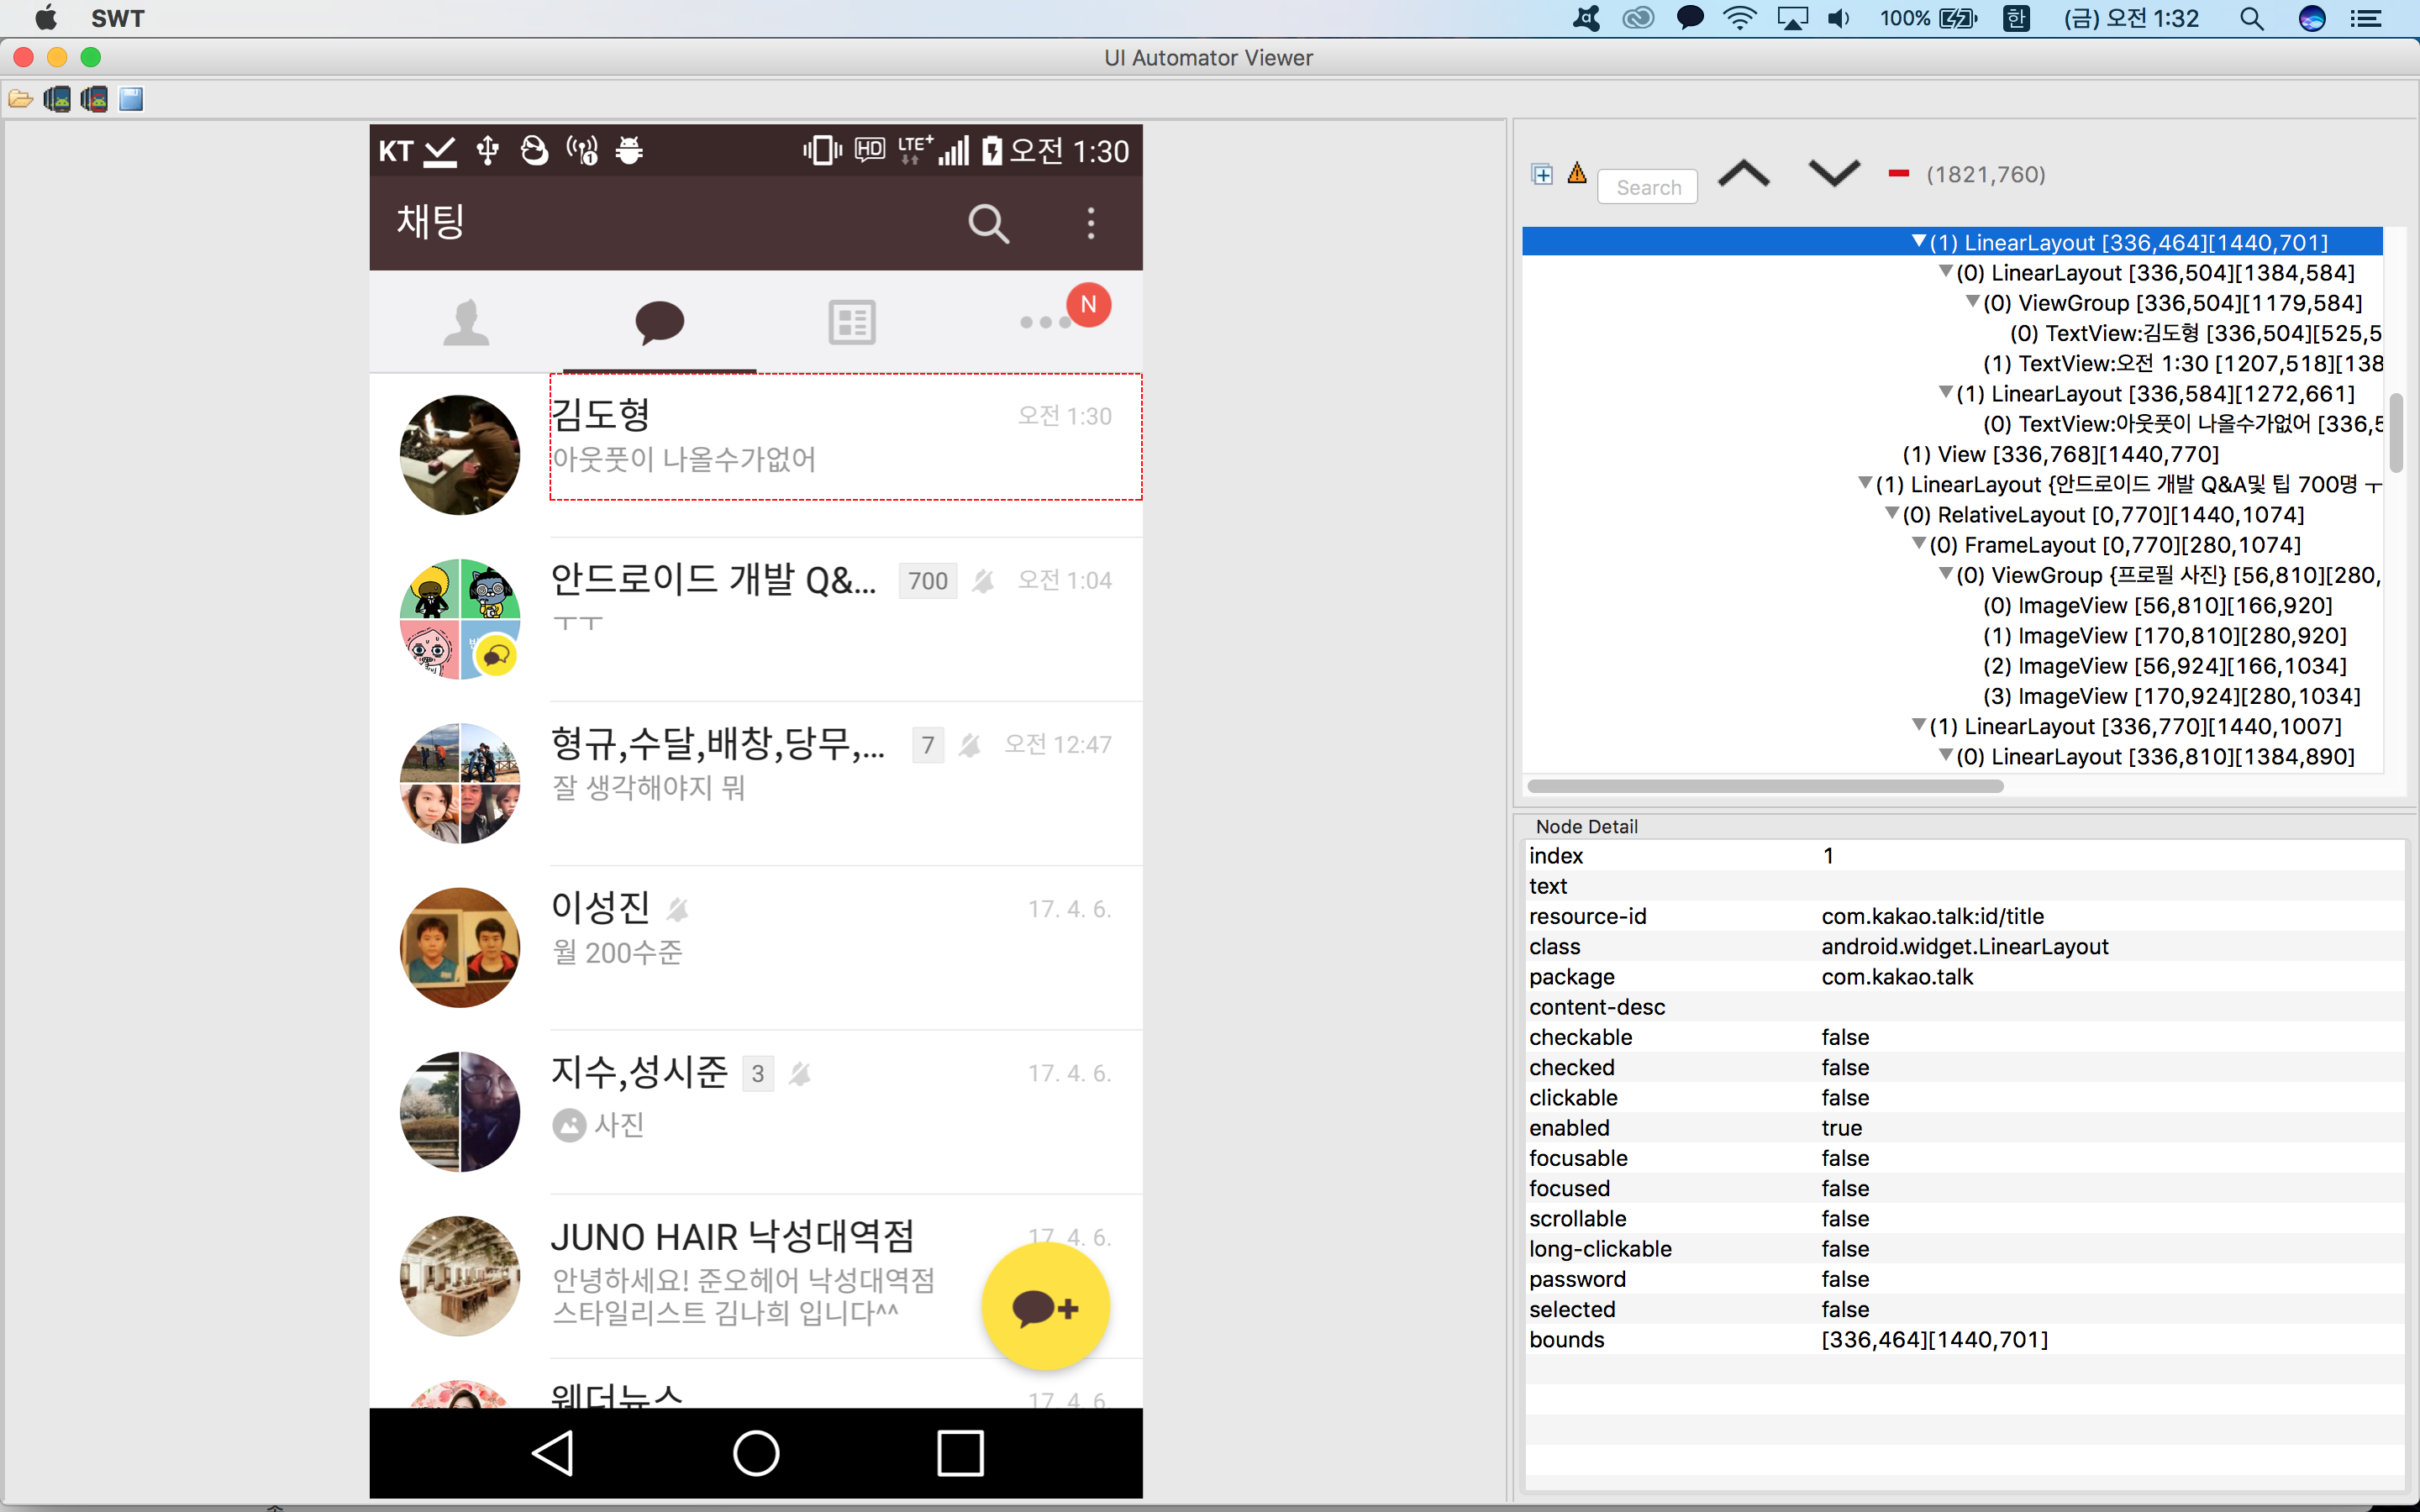 SWT
100%
한
(금) 오전 1:32
UI Automator Viewer
KT
1
HD
LTE+
오전 1:30
채팅
N
김도형
오전 1:30
아웃풋이 나올수가없어
안드로이드 개발 Q&...
700
오전 1:04
ㅜㅜ
형규,수달,배창,당무,...
7
오전 12:47
잘 생각해야지 뭐
이성진
17. 4. 6.
월 200수준
지수,성시준
3
17. 4. 6.
사진
JUNO HAIR 낙성대역점
17. 4. 6.
안녕하세요! 준오헤어 낙성대역점
스타일리스트 김나희 입니다^^
웨더뉴스
17. 4. 6.
Search
(1821,760)
(1) LinearLayout [336,464][1440,701]
(0) LinearLayout [336,504][1384,584]
(0) ViewGroup [336,504][1179,584]
(0) TextView:김도형 [336,504][525,5
(1) TextView:오전 1:30 [1207,518][138
(1) LinearLayout [336,584][1272,661]
(0) TextView:아웃풋이 나올수가없어 [336,5
(1) View [336,768][1440,770]
(1) LinearLayout {안드로이드 개발 Q&A및 팁 700명 ㅜ
(0) RelativeLayout [0,770][1440,1074]
(0) FrameLayout [0,770][280,1074]
(0) ViewGroup {프로필 사진} [56,810][280,
(0) ImageView [56,810][166,920]
(1) ImageView [170,810][280,920]
(2) ImageView [56,924][166,1034]
(3) ImageView [170,924][280,1034]
(1) LinearLayout [336,770][1440,1007]
(0) LinearLayout [336,810][1384,890]
Node Detail
index 1
text
resource-id com.kakao.talk:id/title
class android.widget.LinearLayout
package com.kakao.talk
content-desc
checkable false
checked false
clickable false
enabled true
focusable false
focused false
scrollable false
long-clickable false
password false
selected false
bounds [336,464][1440,701]